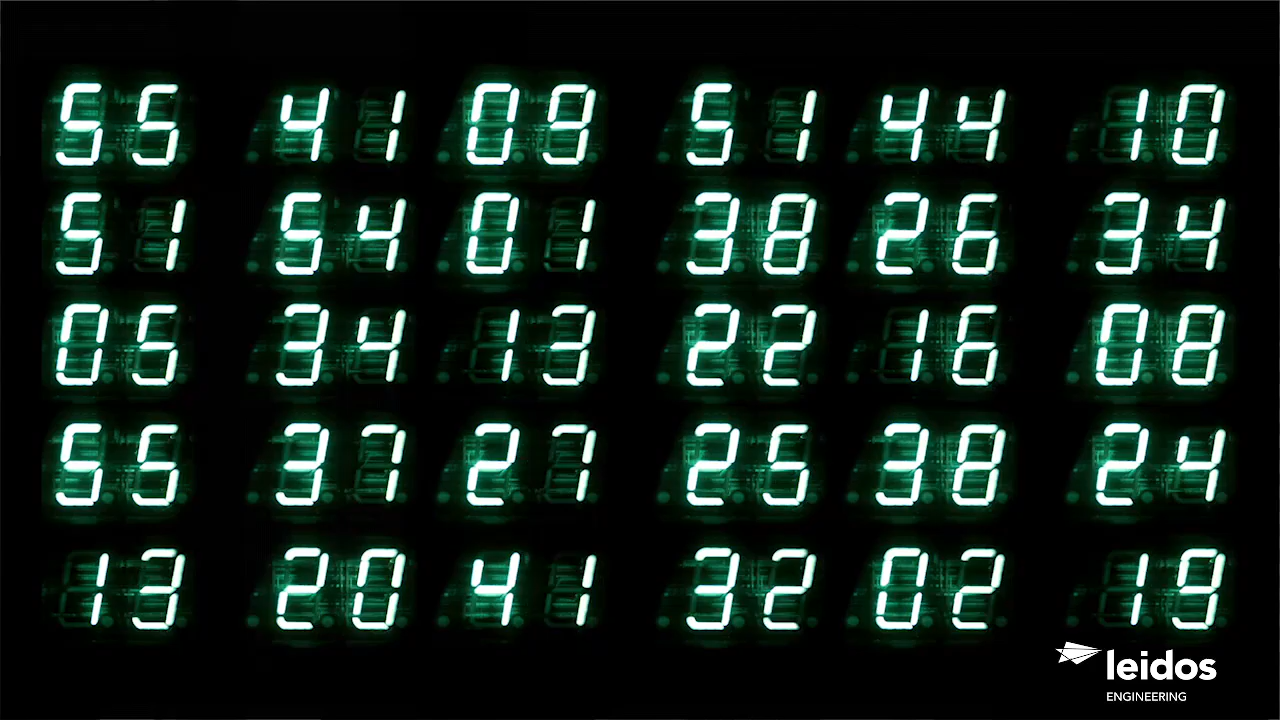 55 41 09 51 44 10
51 54 01 38 26 34
05 34 13 22 16 08
55 37 27 25 38 24
13 20 41 32 02 19
leidos
ENGINEERING